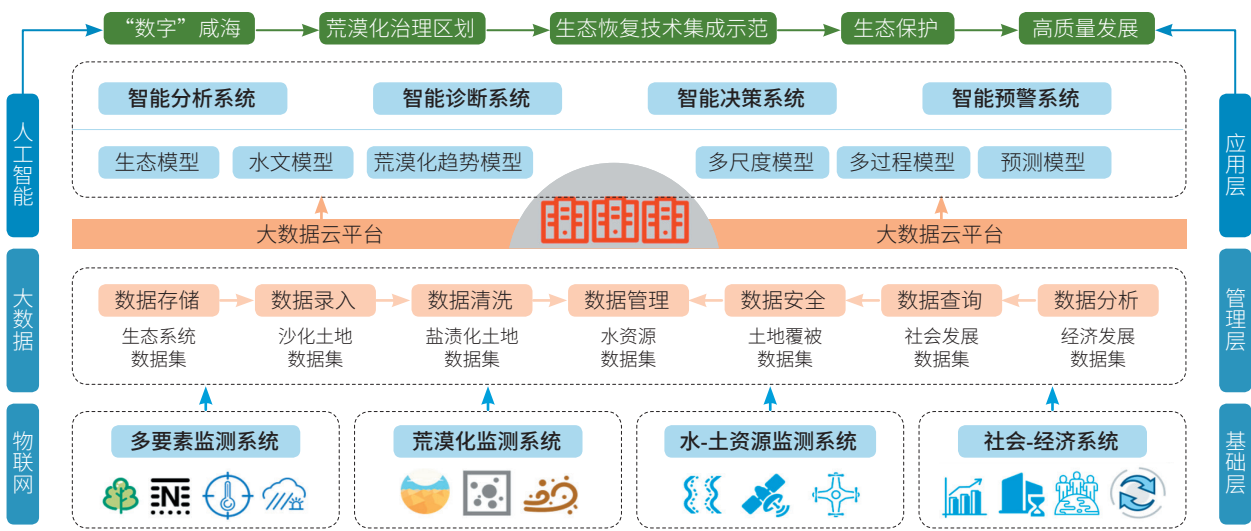 “数字”咸海
荒漠化治理区划
生态恢复技术集成示范
生态保护
高质量发展
人工智能
智能分析系统
智能诊断系统
智能决策系统
智能预警系统
应用层
生态模型
水文模型
荒漠化趋势模型
多尺度模型
多过程模型
预测模型
大数据云平台
大数据云平台
大数据
数据存储
数据录入
数据清洗
数据管理
数据安全
数据查询
数据分析
管理层
生态系统
数据集
沙化土地
数据集
盐渍化土地
数据集
水资源
数据集
土地覆被
数据集
社会发展
数据集
经济发展
数据集
物联网
多要素监测系统
荒漠化监测系统
水-土资源监测系统
社会-经济系统
基础层
N